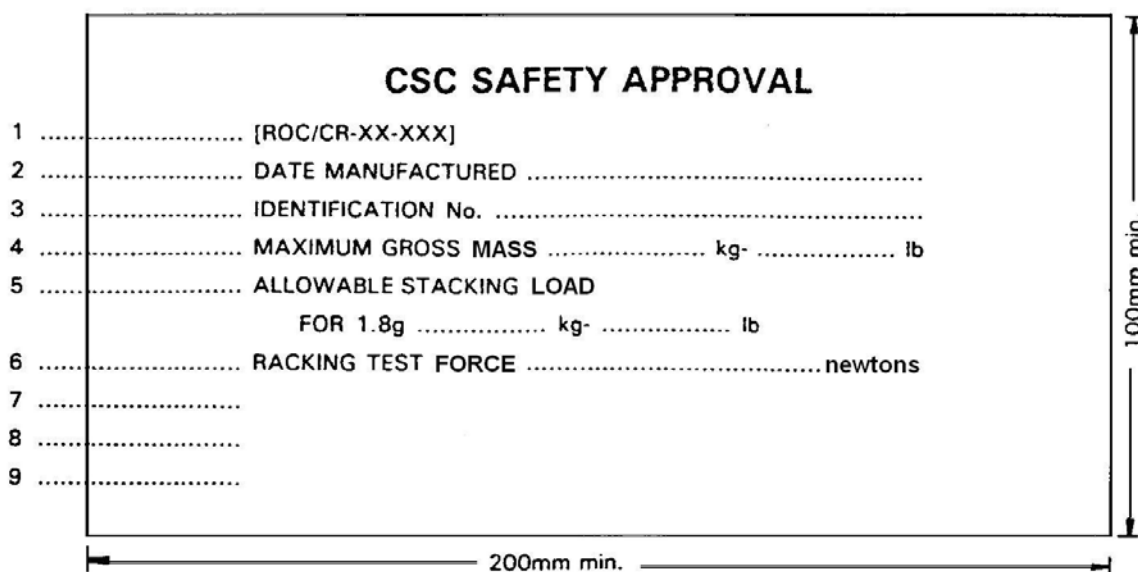 CSC SAFETY APPROVAL
1 ........................ [ROC/CR-XX-XXX]
2 ........................ DATE MANUFACTURED ................................................
3 ........................ IDENTIFICATION No. ....................................................
4 ........................ MAXIMUM GROSS MASS ................... kg- ................. lb
5 ........................ ALLOWABLE STACKING LOAD
FOR 1.8g ................ kg- ................ lb
6 ........................ RACKING TEST FORCE .................................... newtons
7 ........................
8 ........................
9 ........................
100mm min.
200mm min.